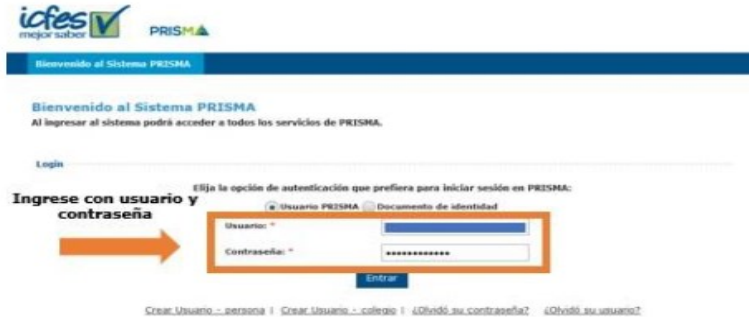 icfes
mejor saber
PRISMA
Bienvenido al Sistema PRISMA
Bienvenido al Sistema PRISMA
Al ingresar al sistema podrá acceder a todos los servicios de PRISMA.
Login
Elija la opción de autenticación que prefiera para iniciar sesión en PRISMA:
Ingrese con usuario y
contraseña
Usuario PRISMA Documento de identidad
Usuario: *
Contraseña: * ••••••••••••
Entrar
Crear Usuario - persona | Crear Usuario - colegio | ¿Olvidó su contraseña? ¿Olvidó su usuario?